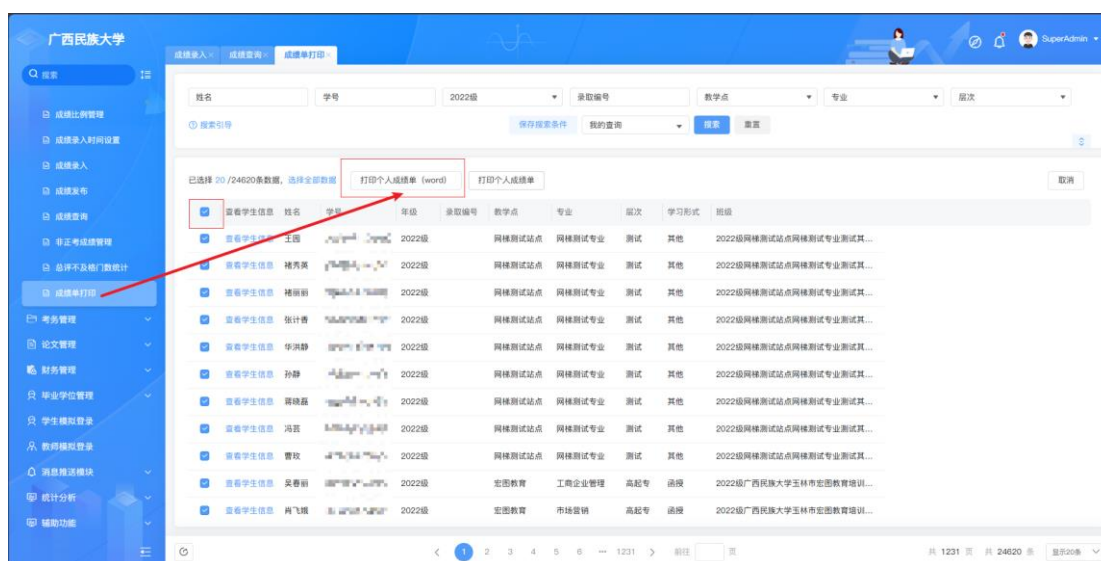 广西民族大学
SuperAdmin
成绩录入× 成绩查询× 成绩单打印×
搜索
姓名 学号 2022级 录取编号 教学点 专业 层次
搜索引导 保存搜索条件 我的查询 搜索 重置
成绩比例管理
成绩录入时间设置
成绩录入
成绩发布
成绩查询
非正考成绩管理
总评不及格门数统计
成绩单打印
考务管理
论文管理
财务管理
毕业学位管理
学生模拟登录
教师模拟登录
消息推送模块
统计分析
辅助功能
已选择 20 /24620条数据, 选择全部数据 打印个人成绩单 (word) 打印个人成绩单 取消
查看学生信息 姓名 学号 年级 录取编号 教学点 专业 层次 学习形式 班级
查看学生信息 王园 2022级 网梯测试站点 网梯测试专业 测试 其他 2022级网梯测试站点网梯测试专业测试其...
查看学生信息 褚秀英 2022级 网梯测试站点 网梯测试专业 测试 其他 2022级网梯测试站点网梯测试专业测试其...
查看学生信息 褚丽丽 2022级 网梯测试站点 网梯测试专业 测试 其他 2022级网梯测试站点网梯测试专业测试其...
查看学生信息 张计香 2022级 网梯测试站点 网梯测试专业 测试 其他 2022级网梯测试站点网梯测试专业测试其...
查看学生信息 华洪静 2022级 网梯测试站点 网梯测试专业 测试 其他 2022级网梯测试站点网梯测试专业测试其...
查看学生信息 孙静 2022级 网梯测试站点 网梯测试专业 测试 其他 2022级网梯测试站点网梯测试专业测试其...
查看学生信息 蒋晓磊 2022级 网梯测试站点 网梯测试专业 测试 其他 2022级网梯测试站点网梯测试专业测试其...
查看学生信息 冯芸 2022级 网梯测试站点 网梯测试专业 测试 其他 2022级网梯测试站点网梯测试专业测试其...
查看学生信息 曹玫 2022级 网梯测试站点 网梯测试专业 测试 其他 2022级网梯测试站点网梯测试专业测试其...
查看学生信息 吴春丽 2022级 宏图教育 工商企业管理 高起专 函授 2022级广西民族大学玉林市宏图教育培训...
查看学生信息 肖飞娥 2022级 宏图教育 市场营销 高起专 函授 2022级广西民族大学玉林市宏图教育培训...
1 2 3 4 5 6 ··· 1231 前往 页 共 1231 页 共 24620 条 显示20条